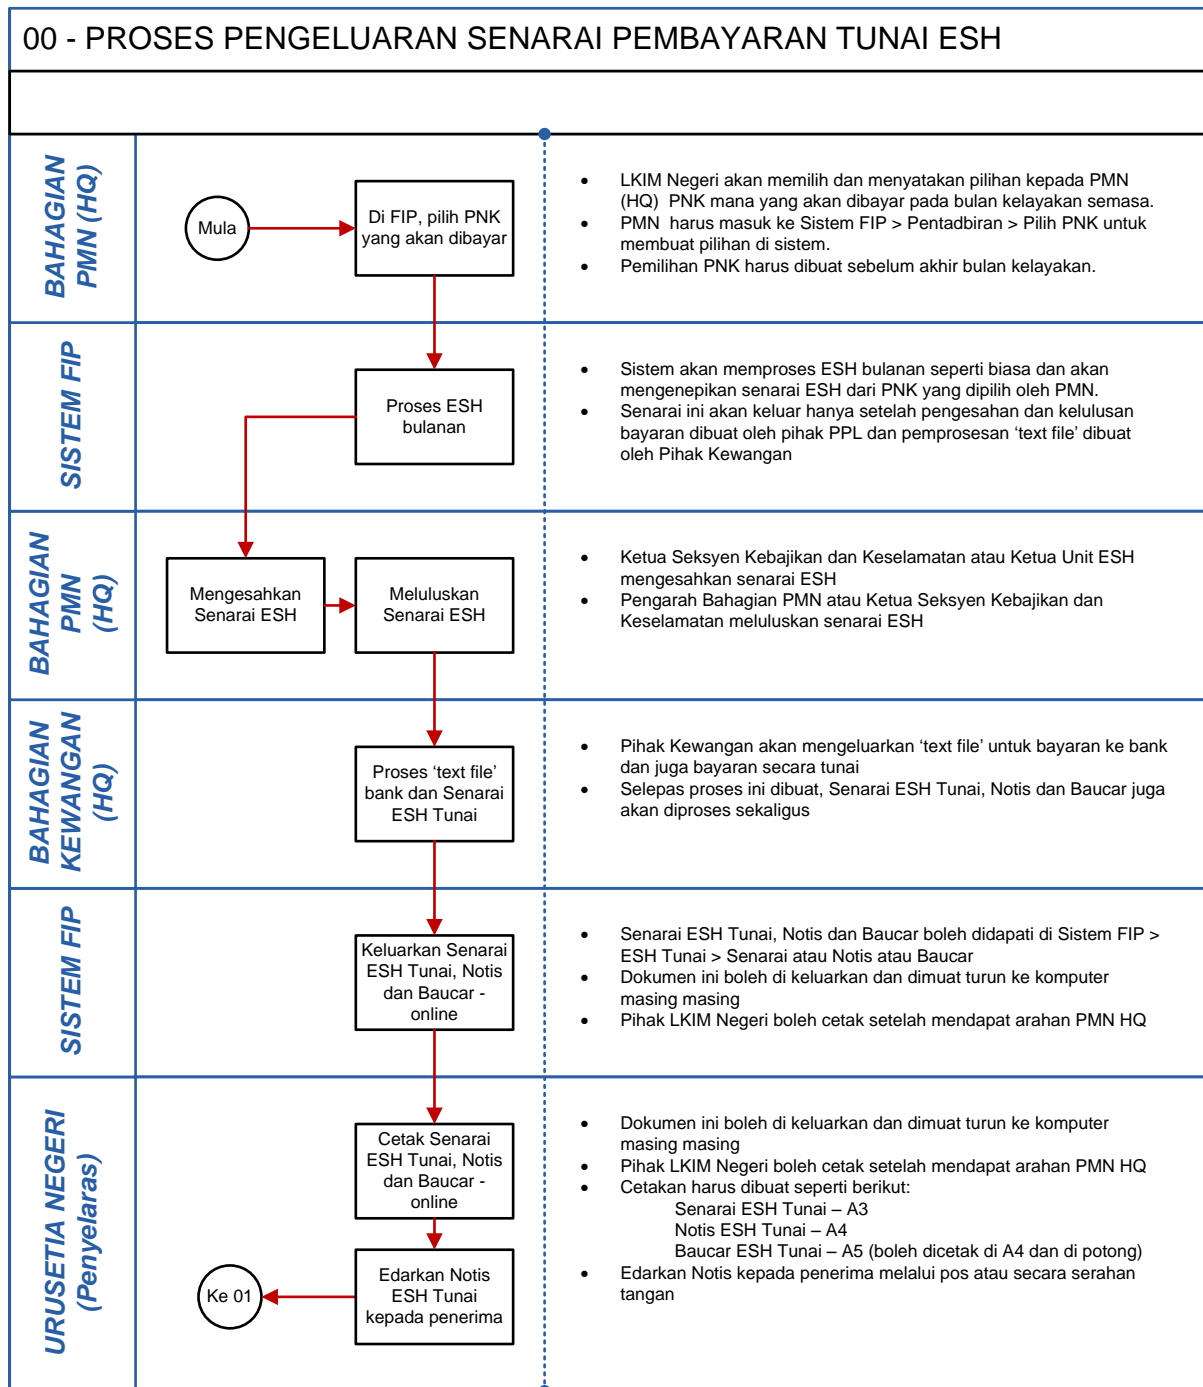 00 - PROSES PENGELUARAN SENARAI PEMBAYARAN TUNAI ESH
BAHAGIAN
PMN (HQ)
Mula
Di FIP, pilih PNK
yang akan dibayar
• LKIM Negeri akan memilih dan menyatakan pilihan kepada PMN
(HQ)  PNK mana yang akan dibayar pada bulan kelayakan semasa.
• PMN  harus masuk ke Sistem FIP > Pentadbiran > Pilih PNK untuk
membuat pilihan di sistem.
• Pemilihan PNK harus dibuat sebelum akhir bulan kelayakan.
SISTEM FIP
Proses ESH
bulanan
• Sistem akan memproses ESH bulanan seperti biasa dan akan
mengenepikan senarai ESH dari PNK yang dipilih oleh PMN.
• Senarai ini akan keluar hanya setelah pengesahan dan kelulusan
bayaran dibuat oleh pihak PPL dan pemprosesan ‘text file’ dibuat
oleh Pihak Kewangan
BAHAGIAN
PMN
(HQ)
Mengesahkan
Senarai ESH
Meluluskan
Senarai ESH
• Ketua Seksyen Kebajikan dan Keselamatan atau Ketua Unit ESH
mengesahkan senarai ESH
• Pengarah Bahagian PMN atau Ketua Seksyen Kebajikan dan
Keselamatan meluluskan senarai ESH
BAHAGIAN
KEWANGAN
(HQ)
Proses ‘text file’
bank dan Senarai
ESH Tunai
• Pihak Kewangan akan mengeluarkan ‘text file’ untuk bayaran ke bank
dan juga bayaran secara tunai
• Selepas proses ini dibuat, Senarai ESH Tunai, Notis dan Baucar juga
akan diproses sekaligus
SISTEM FIP
Keluarkan Senarai
ESH Tunai, Notis
dan Baucar -
online
• Senarai ESH Tunai, Notis dan Baucar boleh didapati di Sistem FIP >
ESH Tunai > Senarai atau Notis atau Baucar
• Dokumen ini boleh di keluarkan dan dimuat turun ke komputer
masing masing
• Pihak LKIM Negeri boleh cetak setelah mendapat arahan PMN HQ
URUSETIA NEGERI
(Penyelaras)
Cetak Senarai
ESH Tunai, Notis
dan Baucar -
online
Edarkan Notis
ESH Tunai
kepada penerima
Ke 01
• Dokumen ini boleh di keluarkan dan dimuat turun ke komputer
masing masing
• Pihak LKIM Negeri boleh cetak setelah mendapat arahan PMN HQ
• Cetakan harus dibuat seperti berikut:
Senarai ESH Tunai – A3
Notis ESH Tunai – A4
Baucar ESH Tunai – A5 (boleh dicetak di A4 dan di potong)
• Edarkan Notis kepada penerima melalui pos atau secara serahan
tangan